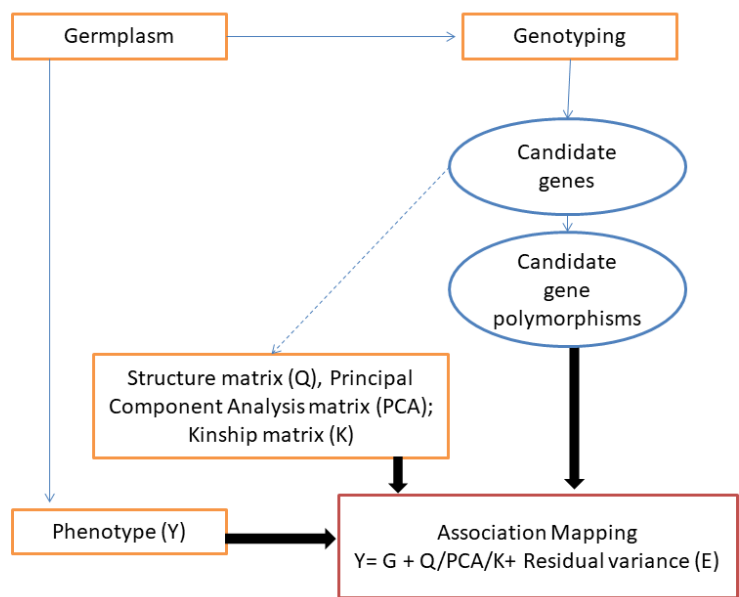 Germplasm
Genotyping
Candidate
genes
Candidate
gene
polymorphisms
Structure matrix (Q), Principal
Component Analysis matrix (PCA);
Kinship matrix (K)
Phenotype (Y)
Association Mapping
Y= G + Q/PCA/K+ Residual variance (E)